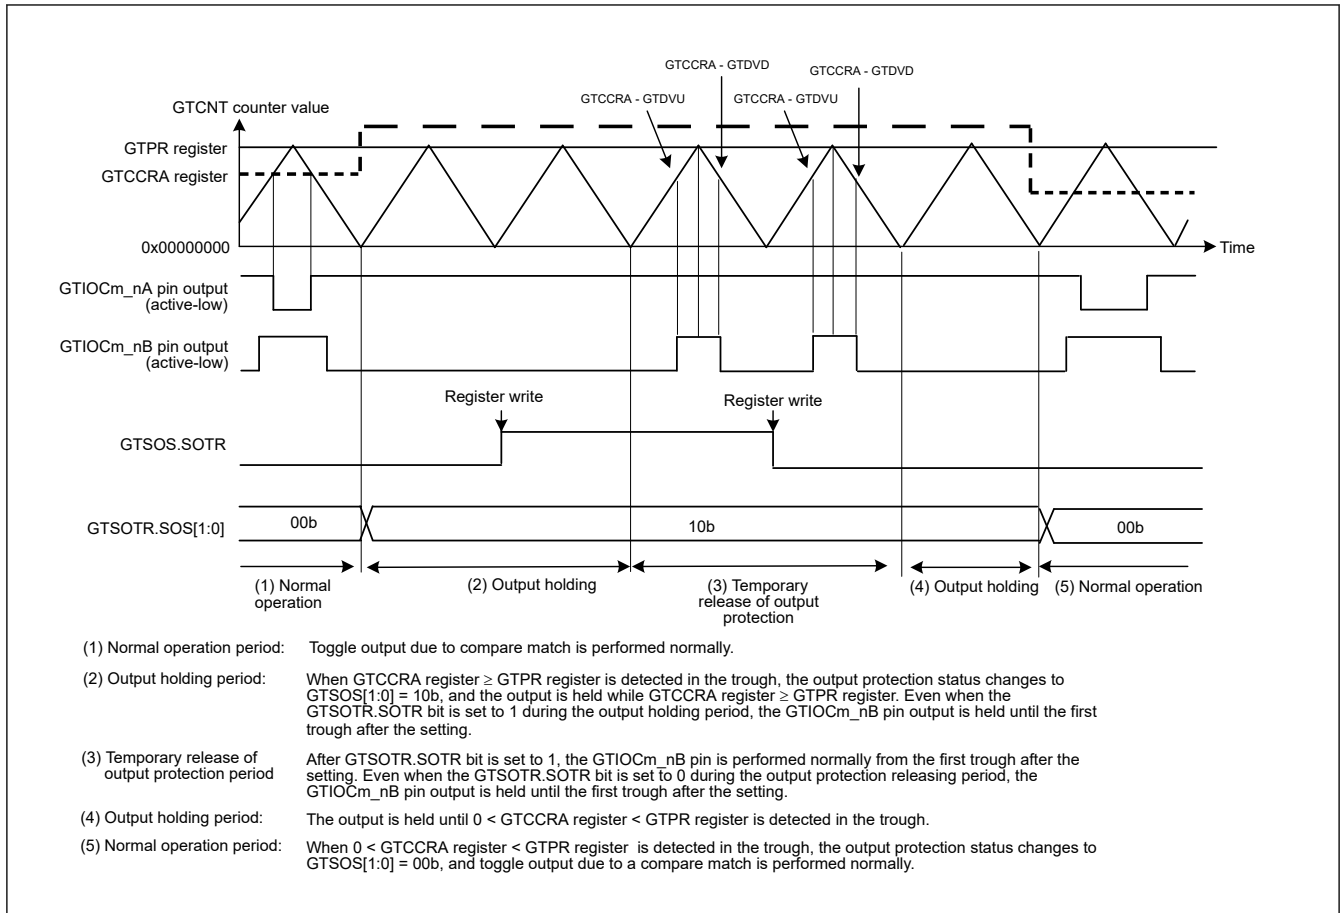 GTCCRA - GTDVD
GTCCRA - GTDVD
GTCCRA - GTDVU
GTCCRA - GTDVU
GTCNT counter value
GTPR register
GTCCRA register
0x00000000
Time
GTIOCm_nA pin output
(active-low)
GTIOCm_nB pin output
(active-low)
Register write
Register write
GTSOS.SOTR
GTSOTR.SOS[1:0]
00b
10b
00b
(1) Normal
operation
(2) Output holding
(3) Temporary
release of output
protection
(4) Output holding
(5) Normal operation
(1) Normal operation period: Toggle output due to compare match is performed normally.
(2) Output holding period: When GTCCRA register ≥ GTPR register is detected in the trough, the output protection status changes to
GTSOS[1:0] = 10b, and the output is held while GTCCRA register ≥ GTPR register. Even when the
GTSOTR.SOTR bit is set to 1 during the output holding period, the GTIOCm_nB pin output is held until the first
trough after the setting.
(3) Temporary release of
output protection period
After GTSOTR.SOTR bit is set to 1, the GTIOCm_nB pin is performed normally from the first trough after the
setting. Even when the GTSOTR.SOTR bit is set to 0 during the output protection releasing period, the
GTIOCm_nB pin output is held until the first trough after the setting.
(4) Output holding period: The output is held until 0 < GTCCRA register < GTPR register is detected in the trough.
(5) Normal operation period: When 0 < GTCCRA register < GTPR register is detected in the trough, the output protection status changes to
GTSOS[1:0] = 00b, and toggle output due to a compare match is performed normally.